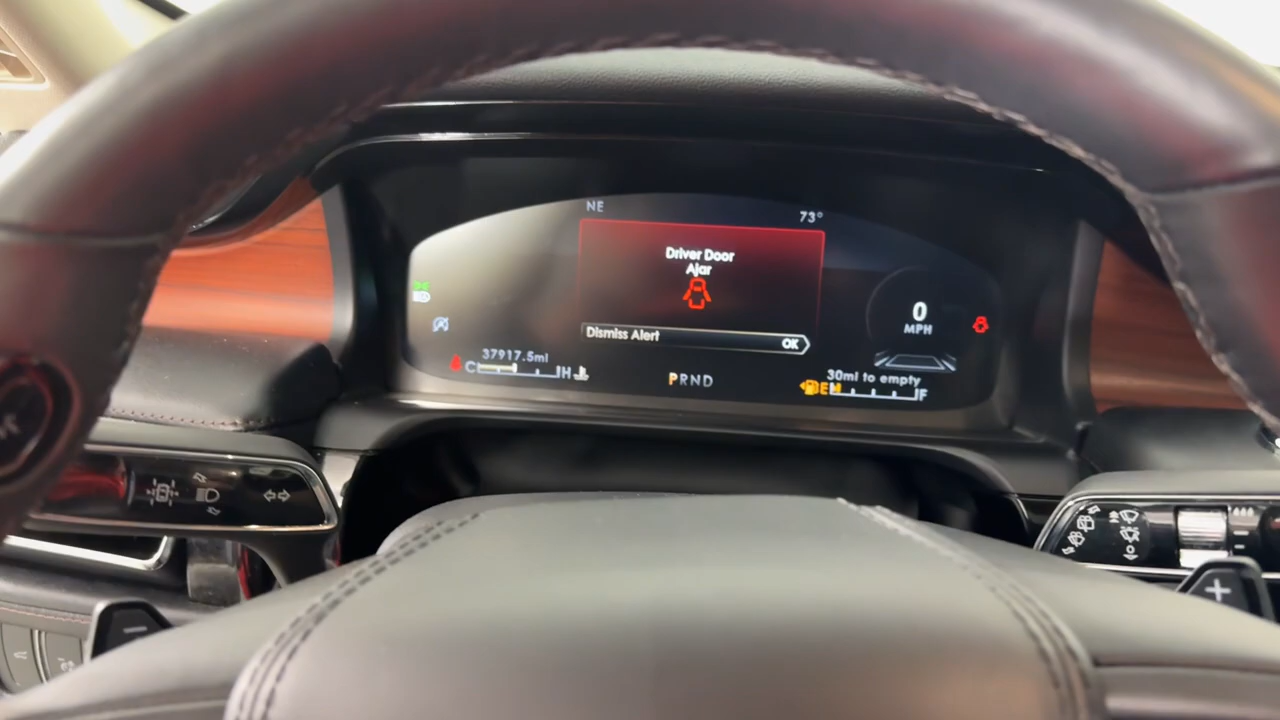 NE
73°
Driver Door
Ajar
Dismiss Alert
OK
0
MPH
37917.5mi
C H
PRND
30mi to empty
E F
-
+